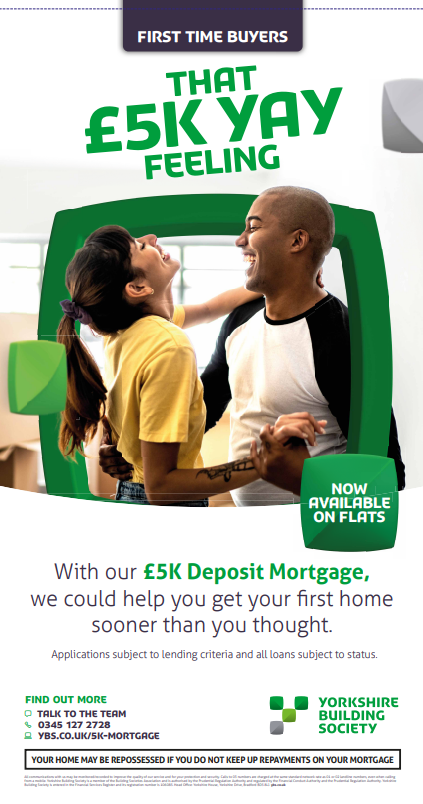 FIRST TIME BUYERS
THAT
£5K YAY
FEELING
NOW
AVAILABLE
ON FLATS
With our £5K Deposit Mortgage,
we could help you get your first home
sooner than you thought.
Applications subject to lending criteria and all loans subject to status.
FIND OUT MORE
TALK TO THE TEAM
0345 127 2728
YBS.CO.UK/5K-MORTGAGE
YORKSHIRE
BUILDING
SOCIETY
YOUR HOME MAY BE REPOSSESSED IF YOU DO NOT KEEP UP REPAYMENTS ON YOUR MORTGAGE